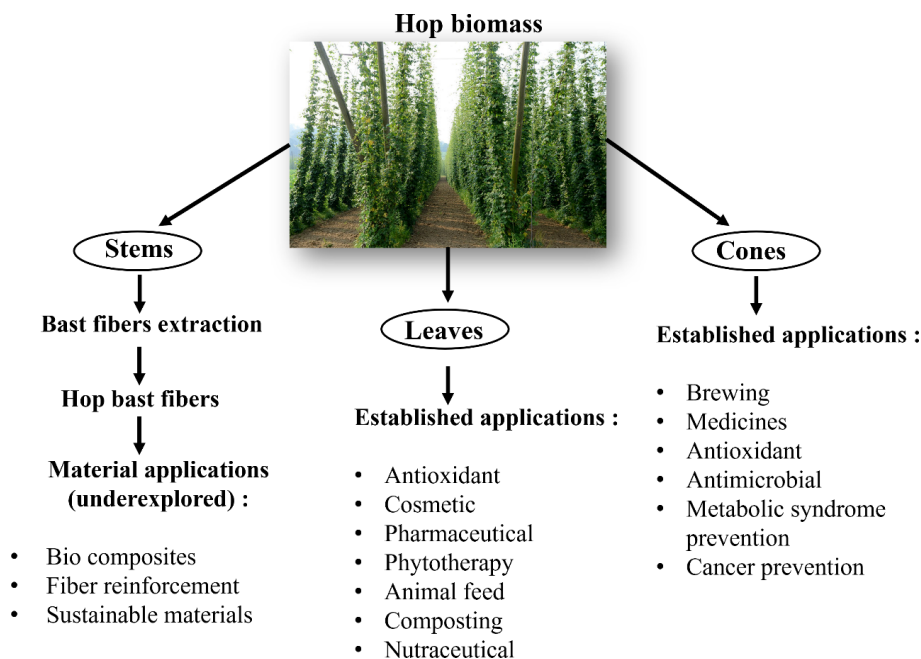 Hop biomass
Stems
Bast fibers extraction
Hop bast fibers
Material applications
(underexplored) :
• Bio composites
• Fiber reinforcement
• Sustainable materials
Leaves
Established applications :
• Antioxidant
• Cosmetic
• Pharmaceutical
• Phytotherapy
• Animal feed
• Composting
• Nutraceutical
Cones
Established applications :
• Brewing
• Medicines
• Antioxidant
• Antimicrobial
• Metabolic syndrome
prevention
• Cancer prevention